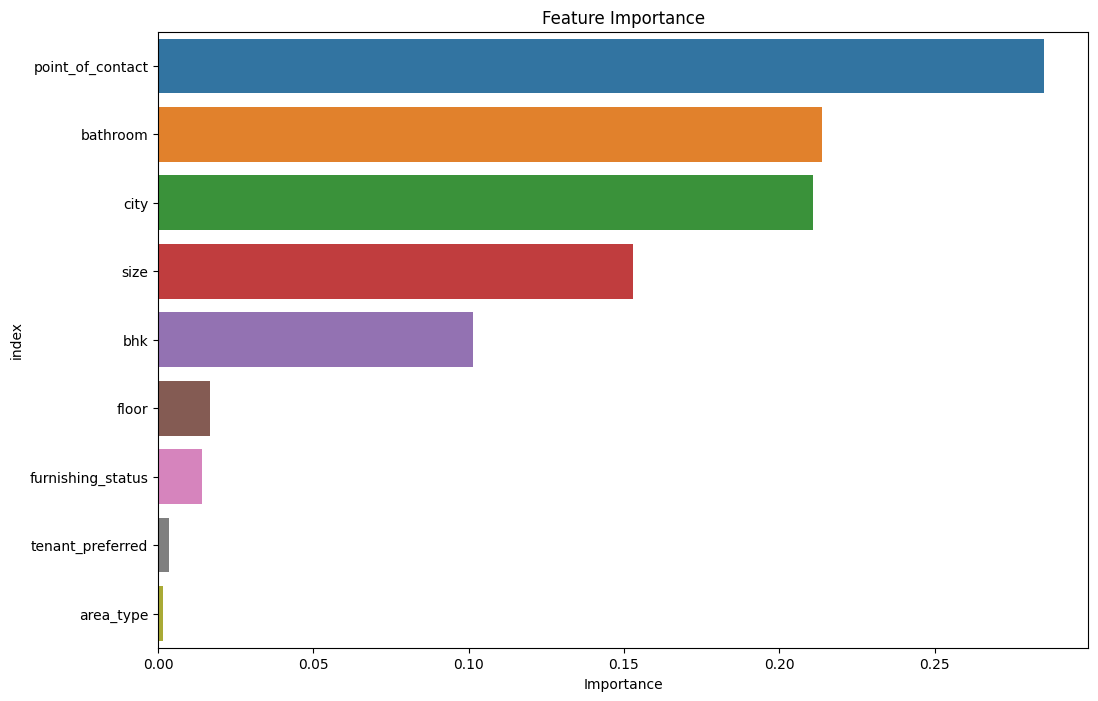 Feature Importance
point_of_contact
bathroom
city
size
bhk
floor
furnishing_status
tenant_preferred
area_type
index
0.00 0.05 0.10 0.15 0.20 0.25
Importance